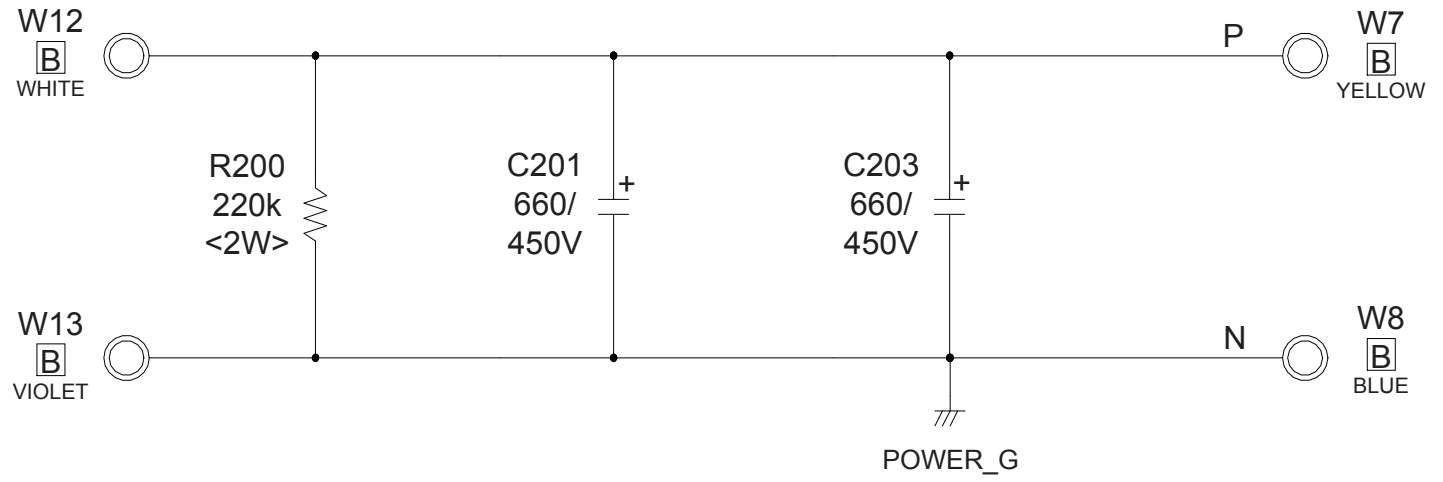 W12
B
WHITE
P
W7
B
YELLOW
R200
220k
<2W>
C201
660/
450V
+
C203
660/
450V
+
W13
B
VIOLET
N
W8
B
BLUE
POWER_G